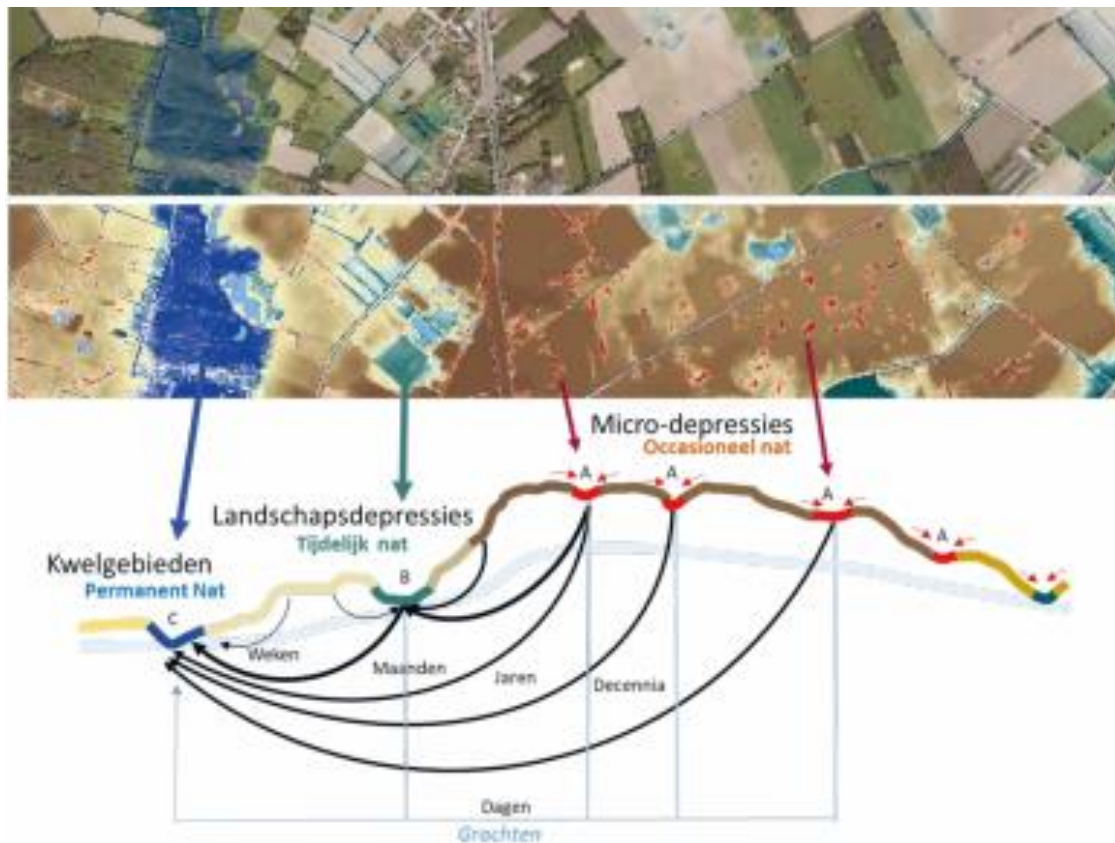 Micro-depressies
Occasioneel nat
A
A
A
A
Landschapsdepressies
Tijdelijk nat
B
Kwelgebieden
Permanent Nat
C
Weken
Maanden
Jaren
Decennia
Dagen
Grachten